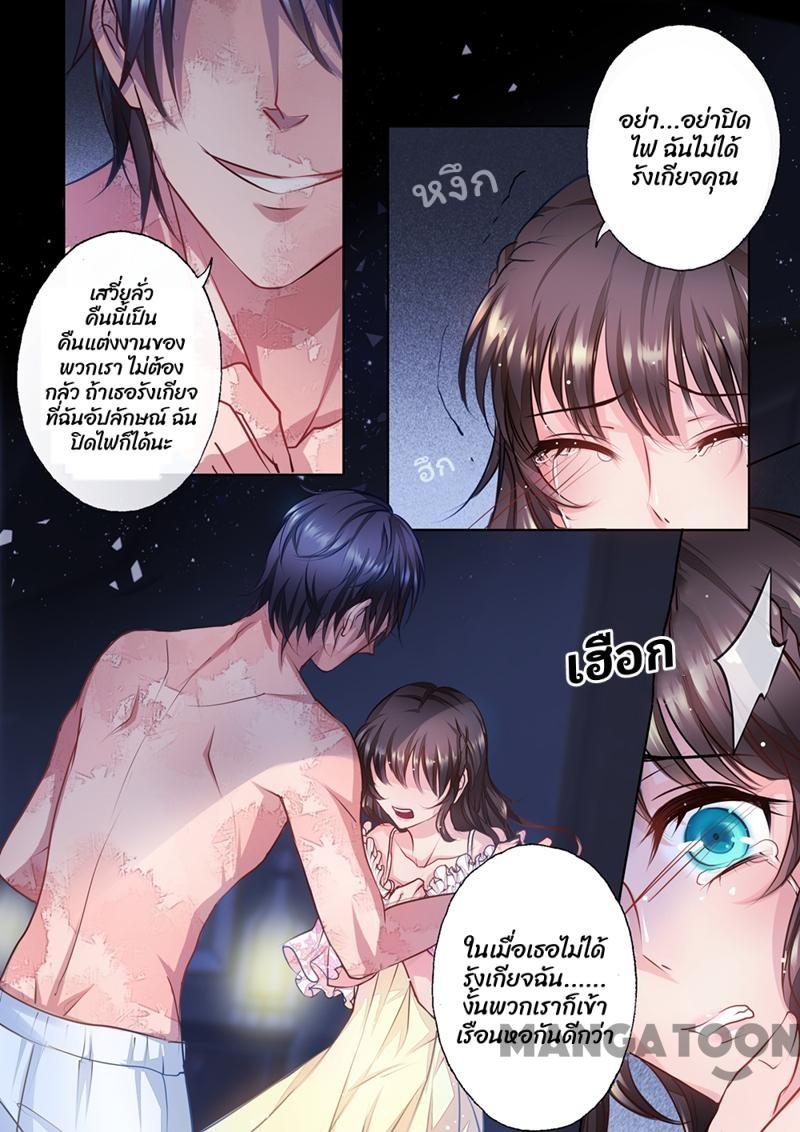 เสวี่ยลั่ว
คืนนี้เป็น
คืนแต่งงานของ
พวกเรา ไม่ต้อง
กลัว ถ้าเธอรังเกียจ
ที่ฉันอัปลักษณ์ ฉัน
ปิดไฟก็ได้นะ
อย่า...อย่าปิด
ไฟ ฉันไม่ได้
รังเกียจคุณ
หงึก
ฮึก
เฮือก
ในเมื่อเธอไม่ได้
รังเกียจฉัน......
งั้นพวกเราก็เข้า
เรือนหอกันดีกว่า
MANGATOON